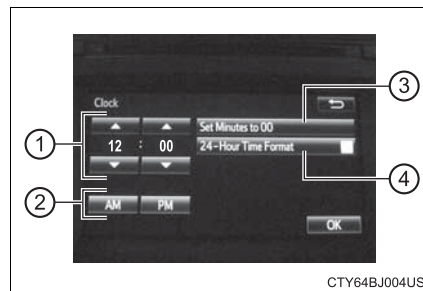 Clock
12 : 00
Set Minutes to 00
24-Hour Time Format
AM PM
OK
1
2
3
4
CTY64BJ004US